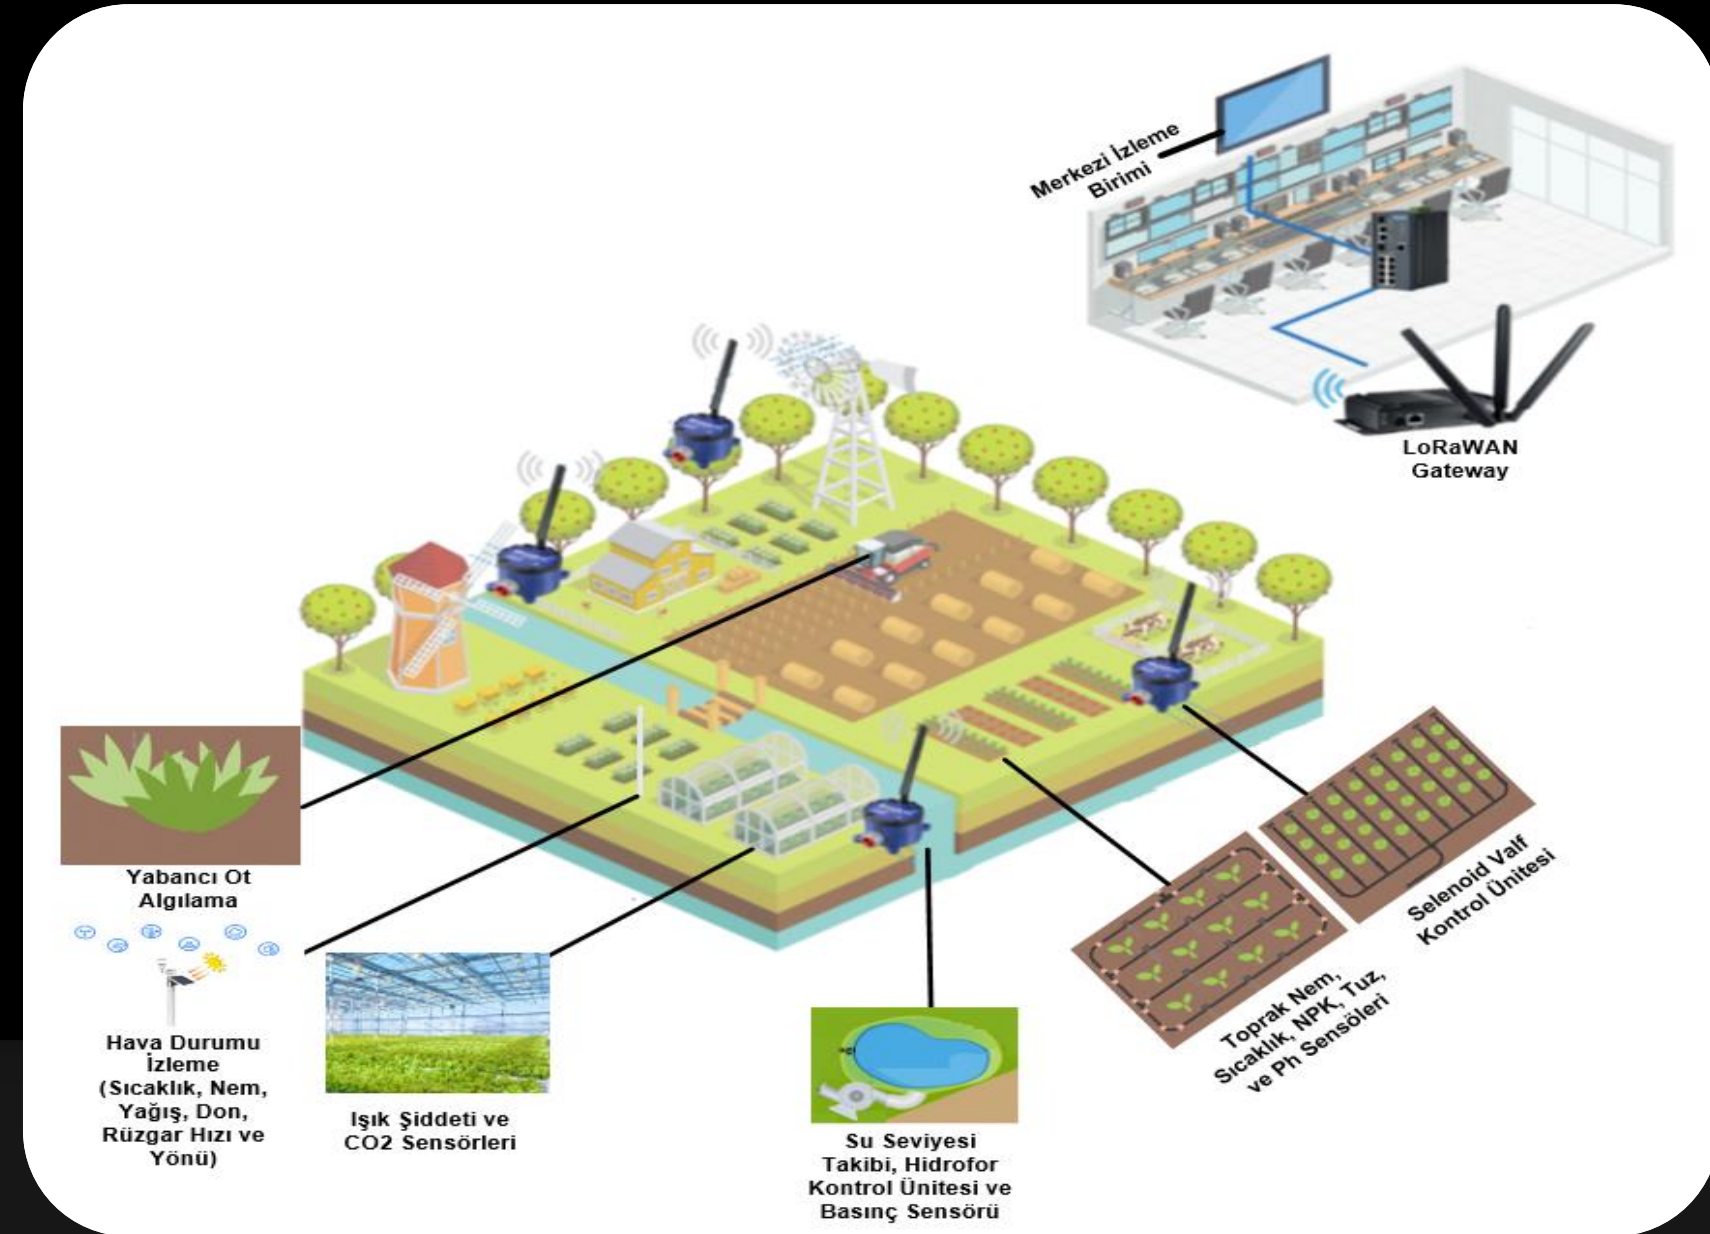 Merkezi İzleme
Birimi
LoRaWAN
Gateway
Yabancı Ot
Algılama
Hava Durumu
İzleme
(Sıcaklık, Nem,
Yağış, Don,
Rüzgar Hızı ve
Yönü)
Işık Şiddeti ve
CO2 Sensörleri
Su Seviyesi
Takibi, Hidrofor
Kontrol Ünitesi ve
Basınç Sensörü
Toprak Nem,
Sıcaklık, NPK, Tuz,
ve Ph Sensöleri
Selenoid Valf
Kontrol Ünitesi